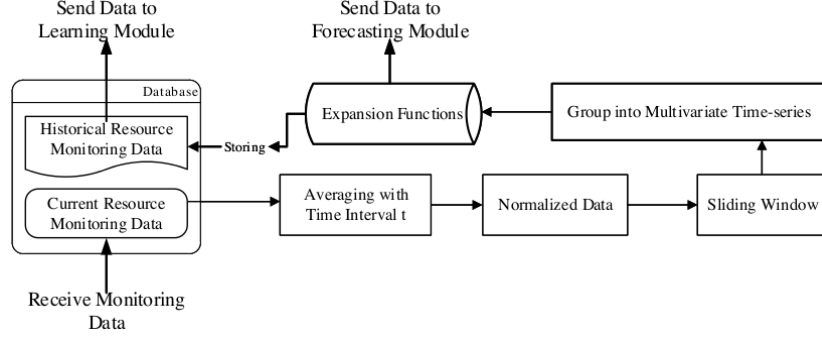 Send Data to
Learning Module
Send Data to
Forecasting Module
Database
Historical Resource
Monitoring Data
Storing
Expansion Functions
Group into Multivariate Time-series
Current Resource
Monitoring Data
Averaging with
Time Interval t
Normalized Data
Sliding Window
Receive Monitoring
Data